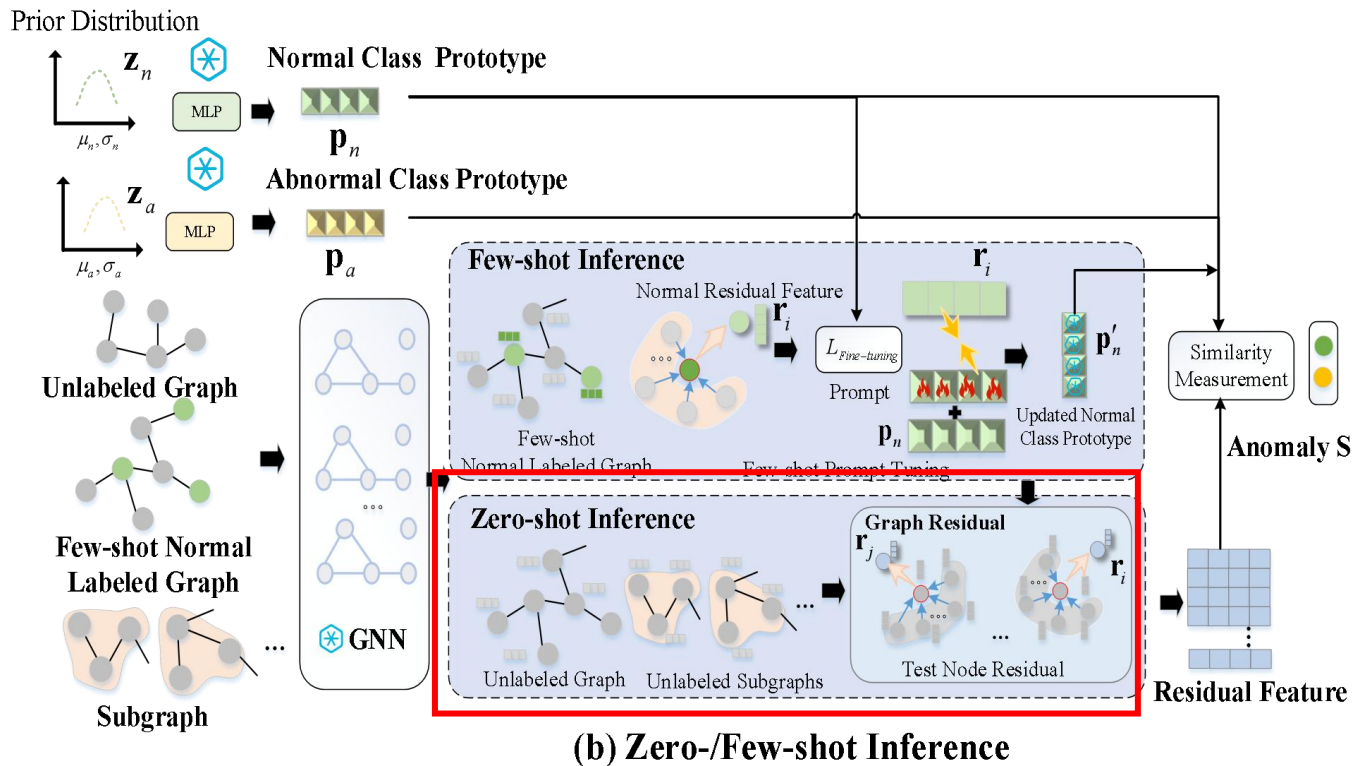 Prior Distribution
z_n
μ_n, σ_n
MLP
Normal Class Prototype
p_n
z_a
μ_a, σ_a
MLP
Abnormal Class Prototype
p_a
Unlabeled Graph
Few-shot Normal
Labeled Graph
Subgraph
...
...
GNN
Few-shot Inference
Few-shot
Normal Labeled Graph
Normal Residual Feature
r_i
...
L_{Fine-tuning}
Prompt
r_i
+
p_n
Few-shot Prompt Tuning
p'_n
Updated Normal
Class Prototype
Similarity
Measurement
Anomaly S
Zero-shot Inference
Unlabeled Graph
Unlabeled Subgraphs
...
Graph Residual
r_j
r_i
...
...
...
Test Node Residual
Residual Feature
(b) Zero-/Few-shot Inference